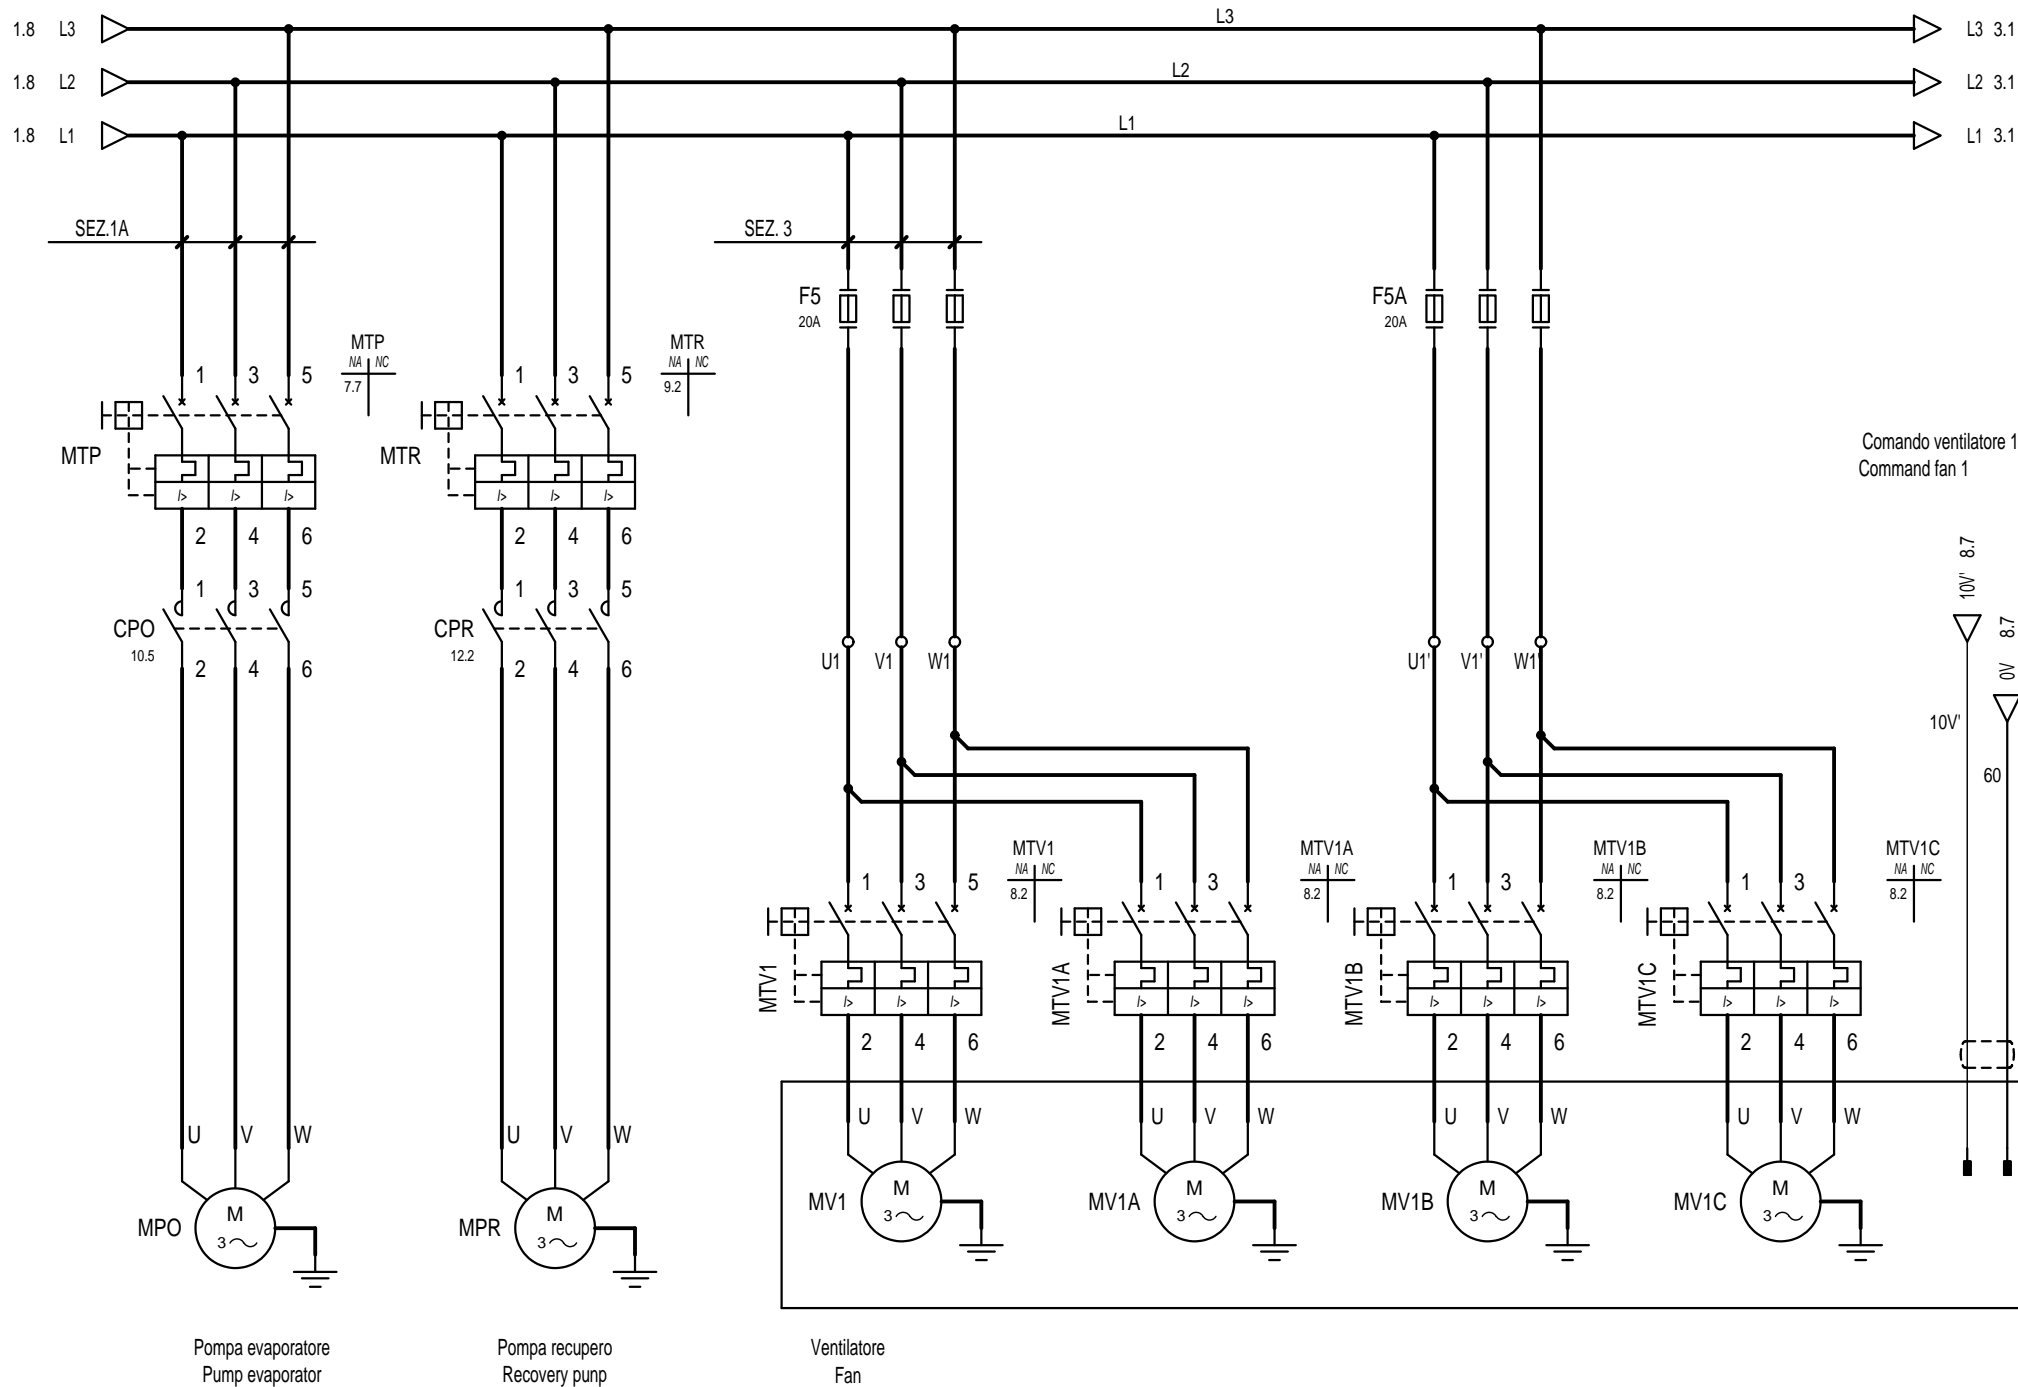 1.8 L3 L3 L3 3.1
1.8 L2 L2 L2 3.1
1.8 L1 L1 L1 3.1
SEZ.1A SEZ. 3
F5 F5A
20A 20A
MTP MTR
NA NC NA NC
7.7 9.2
1 3 5 1 3 5
MTP MTR
I> I> I> I> I> I>
2 4 6 2 4 6
Comando ventilatore 1
Command fan 1
1 3 5 1 3 5
CPO CPR
10.5 12.2
2 4 6 2 4 6
U1 V1 W1 U1' V1' W1'
10V' 8.7
0V 8.7
10V'
60
MTV1 MTV1A MTV1B MTV1C
NA NC NA NC NA NC NA NC
8.2 8.2 8.2 8.2
1 3 5 1 3 1 3 1 3
MTV1 MTV1A MTV1B MTV1C
I> I> I> I> I> I> I> I> I> I> I> I>
2 4 6 2 4 6 2 4 6 2 4 6
U V W U V W U V W U V W
U V W U V W
MV1 M 3 MV1A M 3 MV1B M 3 MV1C M 3
MPO M 3 MPR M 3
Pompa evaporatore
Pump evaporator
Pompa recupero
Recovery punp
Ventilatore
Fan